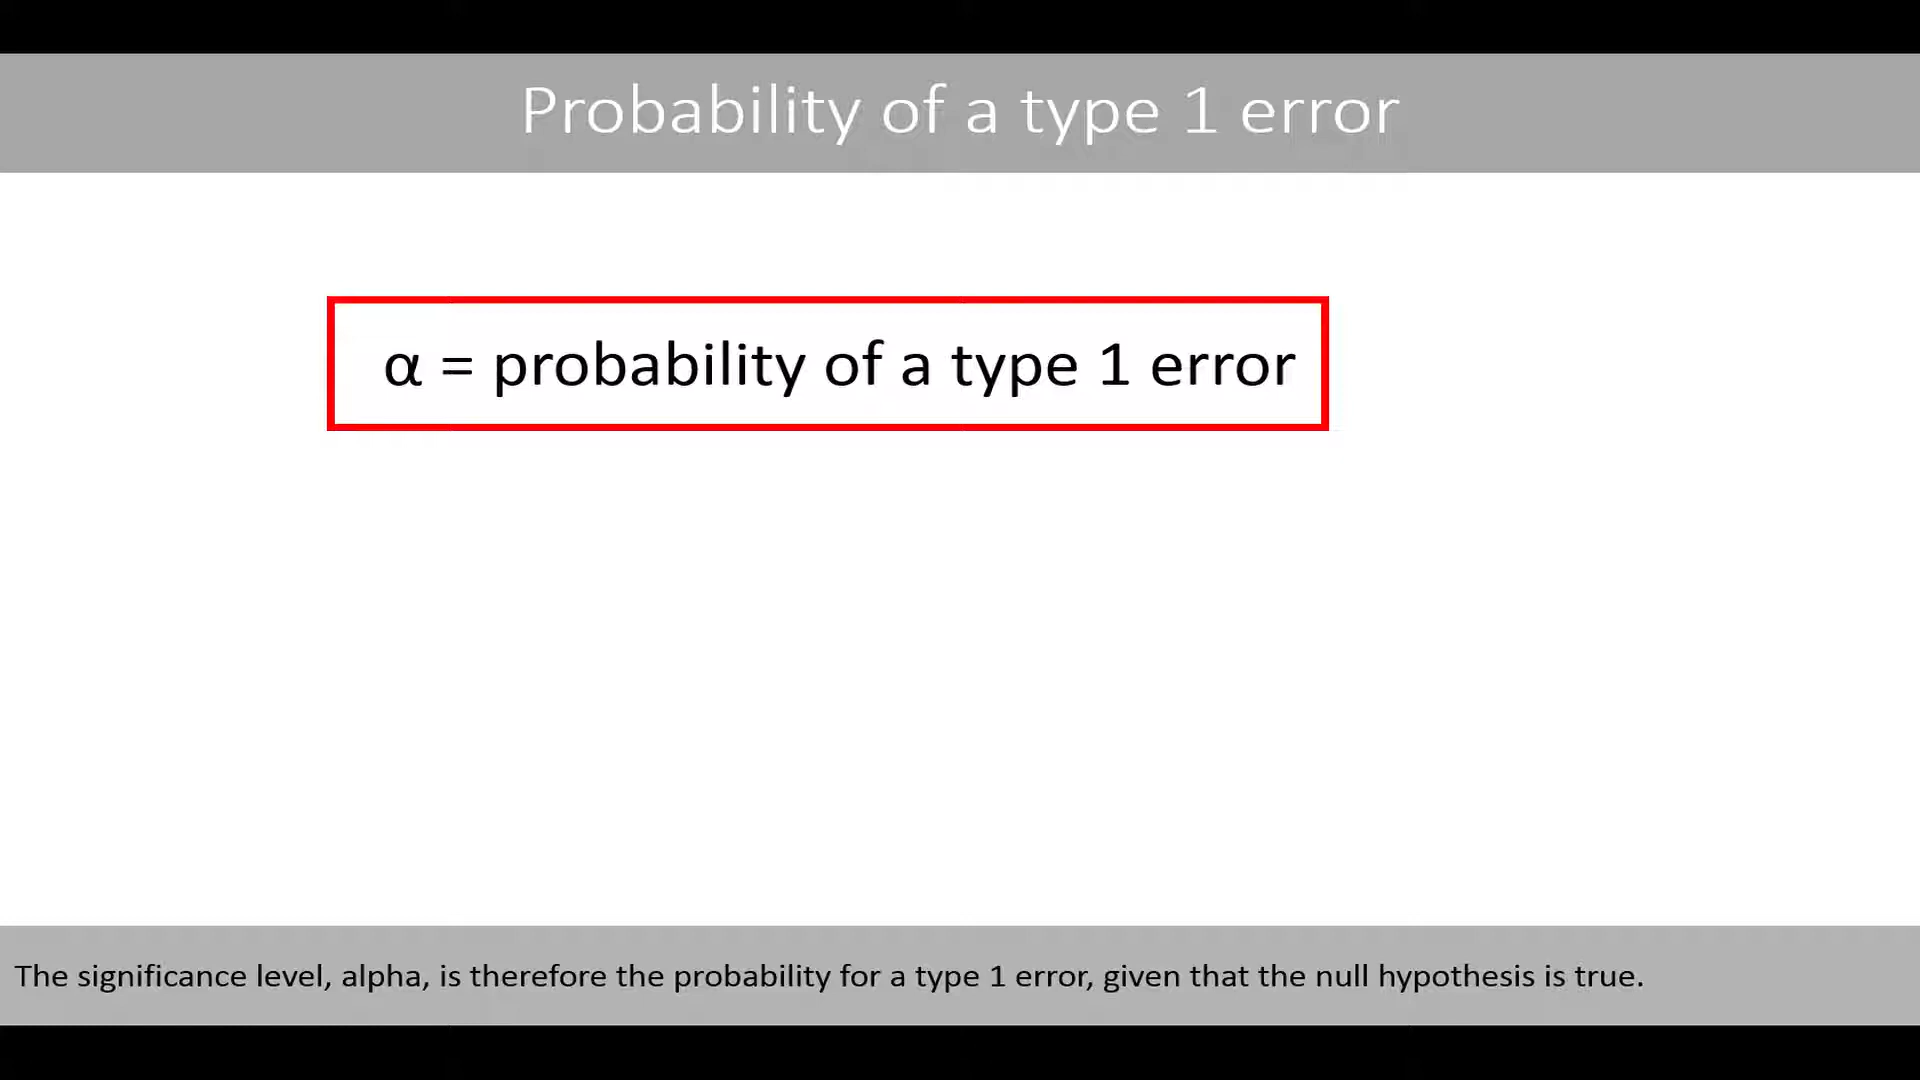 Probability of a type 1 error
α = probability of a type 1 error
The significance level, alpha, is therefore the probability for a type 1 error, given that the null hypothesis is true.